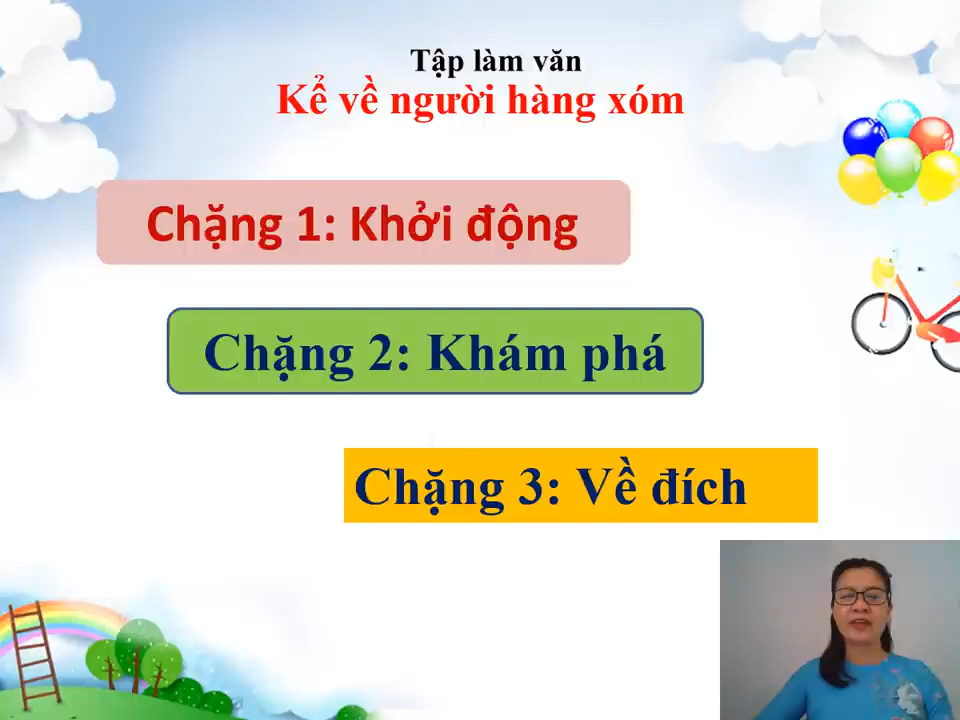 Tập làm văn
Kể về người hàng xóm
Chặng 1: Khởi động
Chặng 2: Khám phá
Chặng 3: Về đích